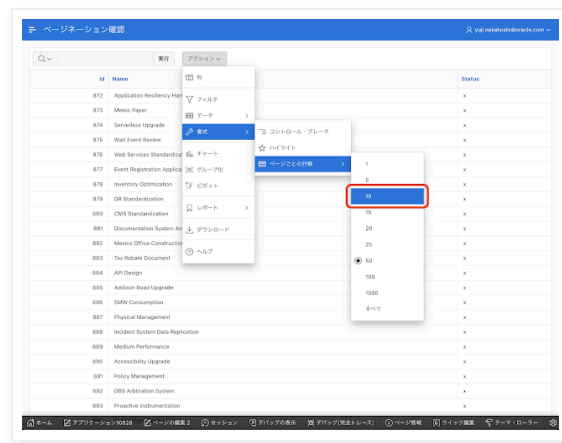 ページネーション確認
yuji.nakakoshi@oracle.com
実行
アクション
Id Name Status
872 Application Resiliency Har x
873 Metric Paper x
874 Serverless Upgrade x
875 Wall Event Review x
876 Web Services Standardiza x
877 Event Registration Applica x
878 Inventory Optimization x
879 DR Standardization x
880 CMS Standardization x
881 Documentation System An x
882 Mexico Office Constructio x
883 Tax Rebate Document x
884 API Design x
885 Addison Road Upgrade x
886 SMW Consumption x
887 Physical Management x
888 Incident System Data Replication x
889 Medium Performance x
890 Accessibility Upgrade x
891 Policy Management x
892 DBS Arbitration System x
893 Proactive Instrumentation x
列
フィルタ
データ
書式
チャート
グループ化
ピボット
レポート
ダウンロード
ヘルプ
コントロール・ブレーク
ハイライト
ページごとの行数
1
5
10
15
20
25
50
100
1000
すべて
ホーム アプリケーション10928 ページの編集 2 セッション デバッグの表示 デバッグ(完全トレース) ページ情報 クイック編集 テーマ・ローラー